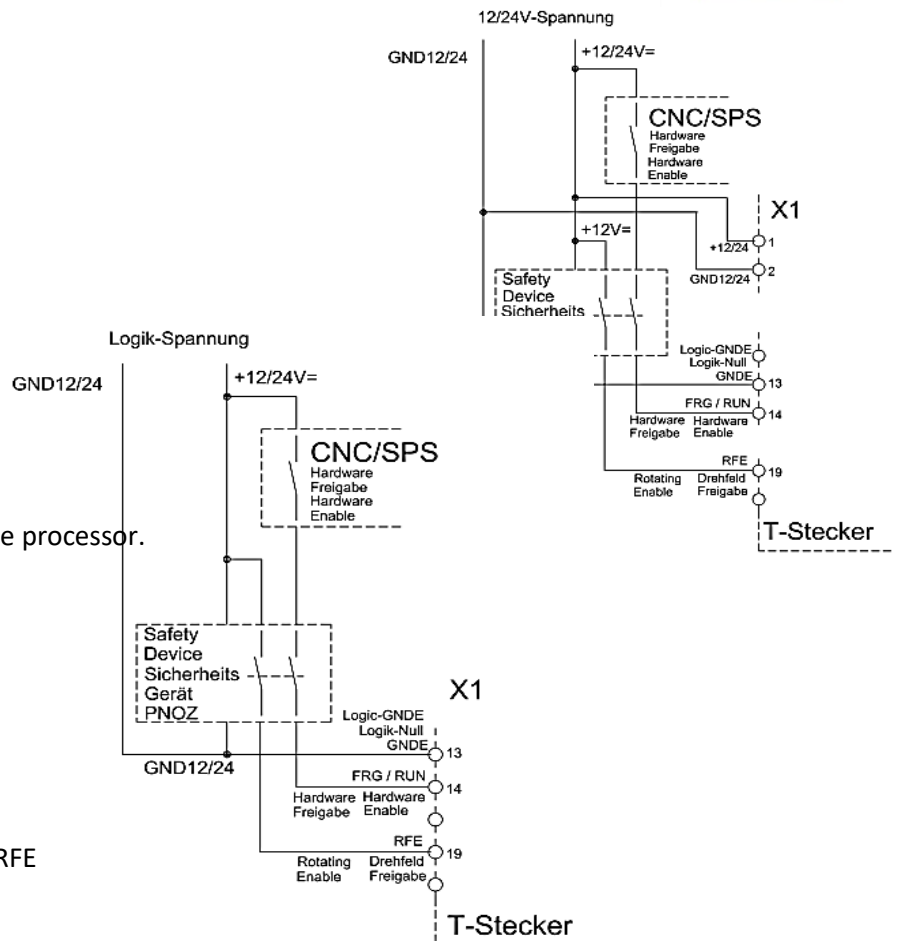 12/24V-Spannung
GND12/24
+12/24V=
CNC/SPS
Hardware
Freigabe
Hardware
Enable
X1
+12/24
1
+12V=
GND12/24
2
Safety
Device
Sicherheits
Logic-GNDE
Logik-Null
GNDE
13
FRG / RUN
14
Hardware Hardware
Freigabe Enable
RFE
19
Rotating Drehfeld
Enable Freigabe
T-Stecker
Logik-Spannung
GND12/24
+12/24V=
CNC/SPS
Hardware
Freigabe
Hardware
Enable
e processor.
Safety
Device
Sicherheits
Gerät
PNOZ
X1
Logic-GNDE
Logik-Null
GNDE
13
GND12/24
FRG / RUN
14
Hardware Hardware
Freigabe Enable
RFE
19
RFE
Rotating Drehfeld
Enable Freigabe
T-Stecker